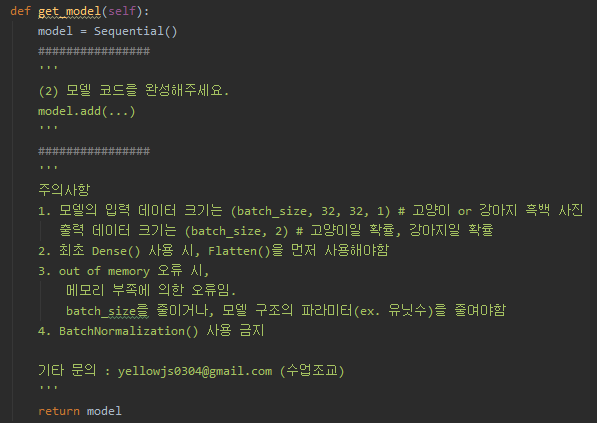 def get_model(self):
model = Sequential()
################
'''
(2) 모델 코드를 완성해주세요.
model.add(...)
'''
################
'''
주의사항
1. 모델의 입력 데이터 크기는 (batch_size, 32, 32, 1) # 고양이 or 강아지 흑백 사진
출력 데이터 크기는 (batch_size, 2) # 고양이일 확률, 강아지일 확률
2. 최초 Dense() 사용 시, Flatten()을 먼저 사용해야함
3. out of memory 오류 시,
메모리 부족에 의한 오류임.
batch_size를 줄이거나, 모델 구조의 파라미터(ex. 유닛수)를 줄여야함
4. BatchNormalization() 사용 금지
기타 문의 : yellowjs0304@gmail.com (수업조교)
'''
return model